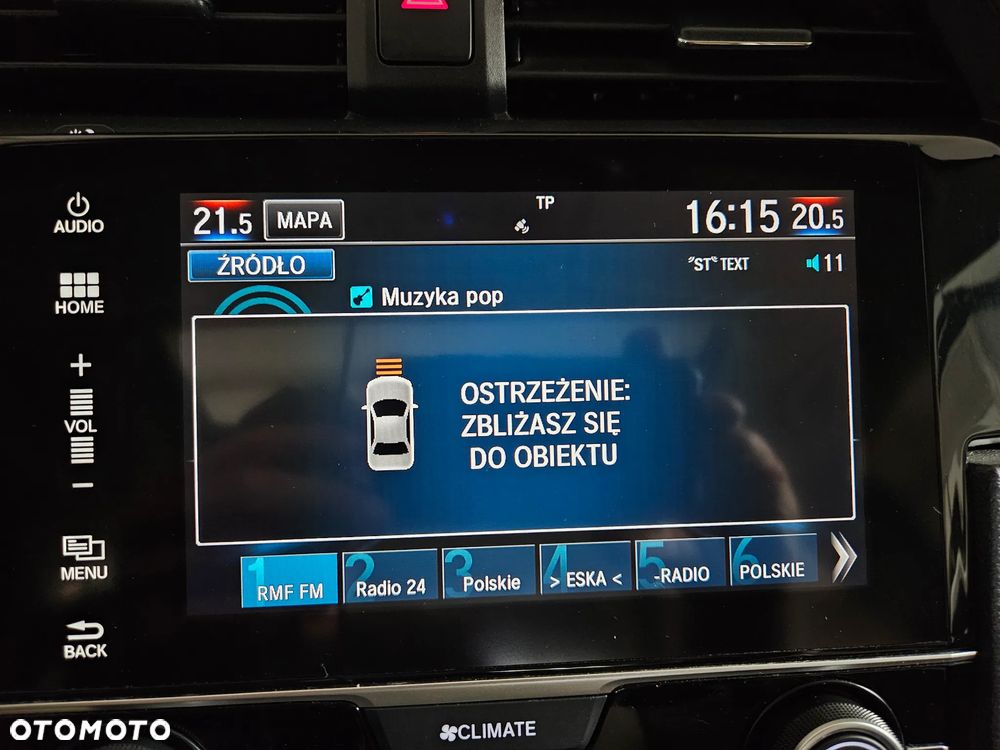 AUDIO
HOME
+
VOL
-
MENU
BACK
21.5
MAPA
TP
16:15
20.5
ŹRÓDŁO
"ST" TEXT
11
Muzyka pop
OSTRZEŻENIE:
ZBLIŻASZ SIĘ
DO OBIEKTU
1 RMF FM
2 Radio 24
3 Polskie
4 > ESKA <
5 -RADIO
6 POLSKIE
CLIMATE
OTOMOTO